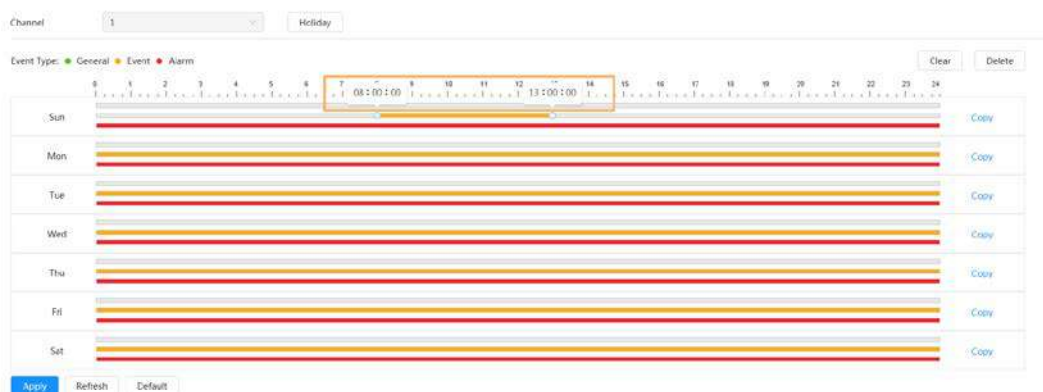 Channel 1 Holiday
Event Type: General Event Alarm Clear Delete
0 1 2 3 4 5 6 7 9 10 11 12 14 15 16 17 18 19 20 21 22 23 24
08:00:00 13:00:00
Sun Copy
Mon Copy
Tue Copy
Wed Copy
Thu Copy
Fri Copy
Sat Copy
Apply Refresh Default